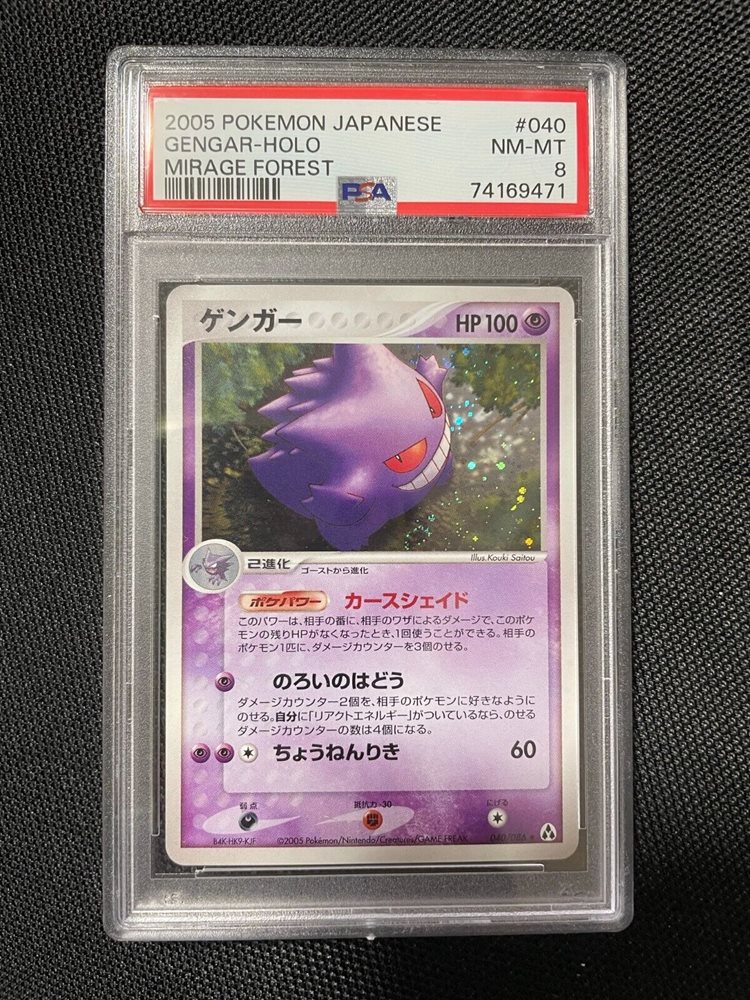 2005 POKEMON JAPANESE #040
GENGAR-HOLO NM-MT
MIRAGE FOREST 8
PSA 74169471
ゲンガー HP100
Illus.Kouki Saitou
2進化 ゴーストから進化
ポケパワー カースシェイド
このパワーは、相手の番に、相手のワザによるダメージで、このポケ
モンの残りHPがなくなったとき、1回使うことができる。相手の
ポケモン1匹に、ダメージカウンターを3個のせる。
のろいのはどう
ダメージカウンター2個を、相手のポケモンに好きなように
のせる。自分に「リアクトエネルギー」がついているなら、のせる
ダメージカウンターの数は4個になる。
ちょうねんりき 60
弱点 抵抗力 -30 にげる
B4K-HK9-KJF ©2005 Pokémon/Nintendo/Creatures/GAME FREAK 040/086 ★